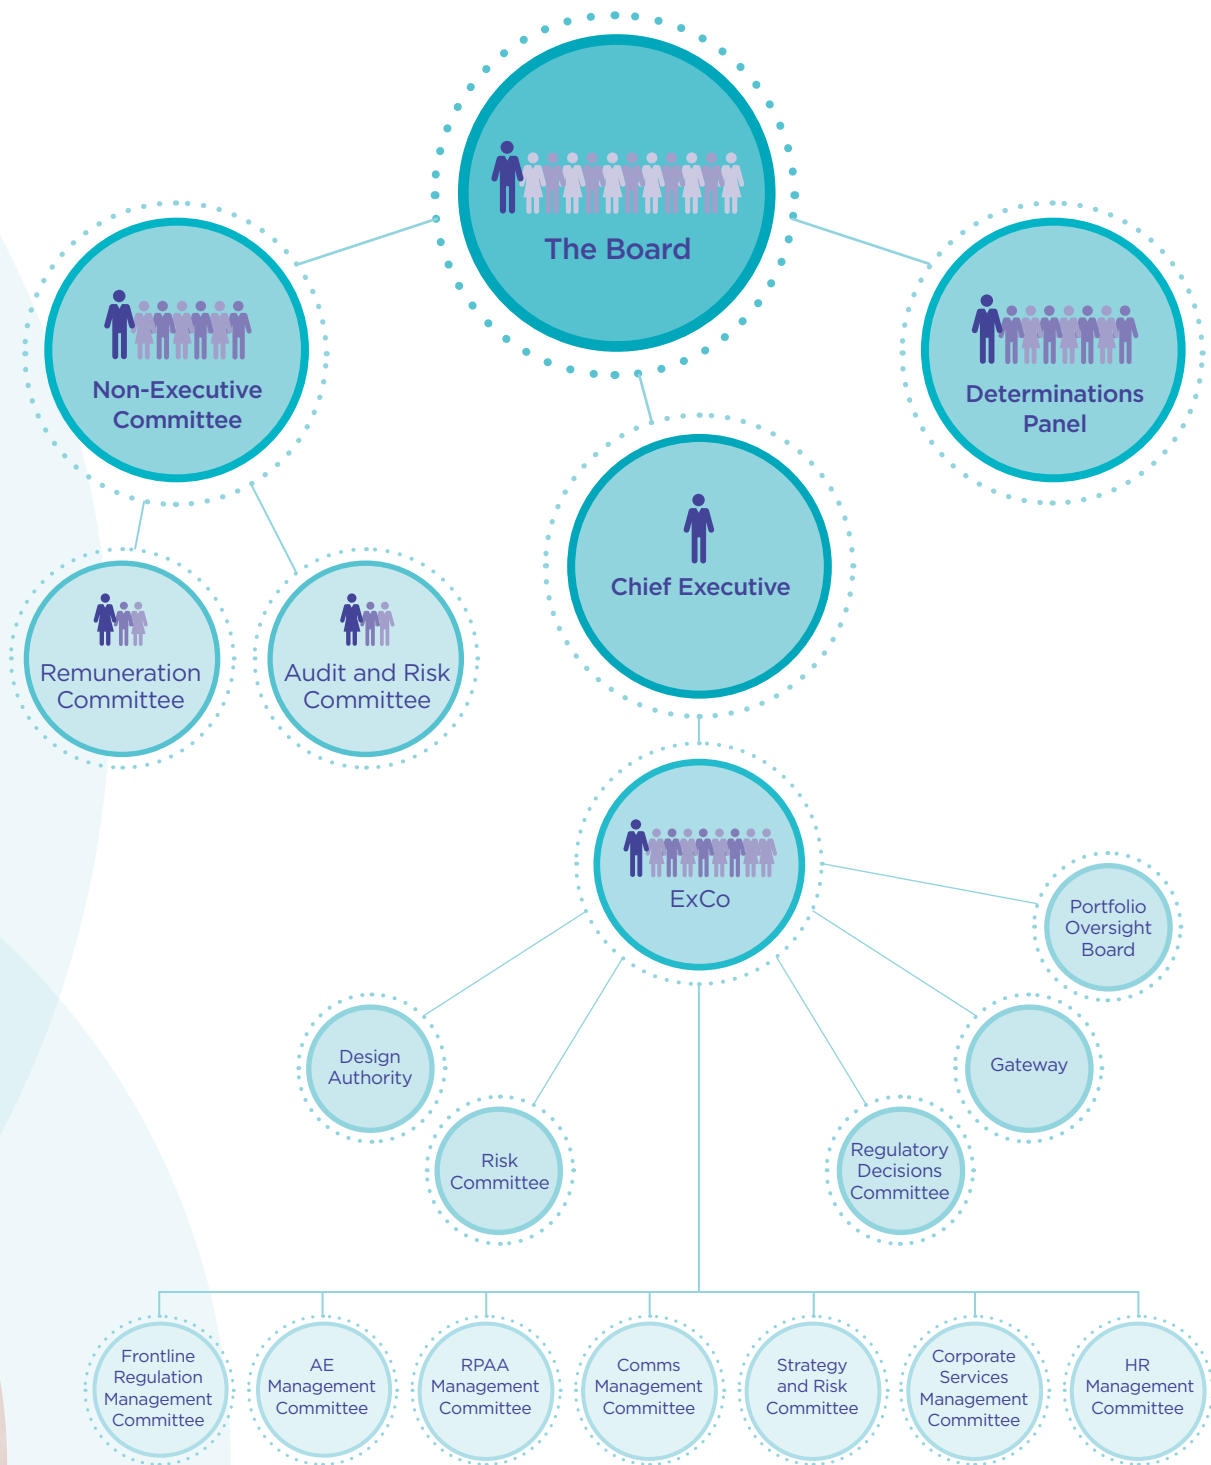 The Board
Non-Executive
Committee
Determinations
Panel
Chief Executive
Remuneration
Committee
Audit and Risk
Committee
ExCo
Portfolio
Oversight
Board
Design
Authority
Gateway
Risk
Committee
Regulatory
Decisions
Committee
Frontline
Regulation
Management
Committee
AE
Management
Committee
RPAA
Management
Committee
Comms
Management
Committee
Strategy
and Risk
Committee
Corporate
Services
Management
Committee
HR
Management
Committee